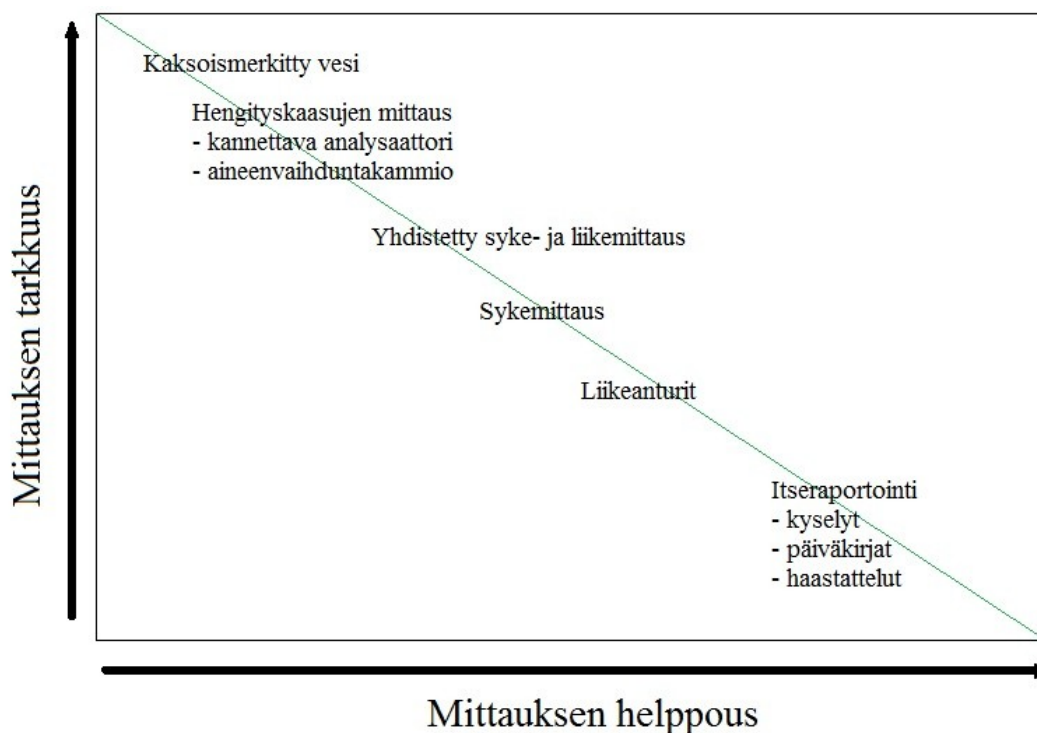 Kaksoismerkitty vesi
Hengityskaasujen mittaus
- kannettava analysaattori
- aineenvaihduntakammio
Yhdistetty syke- ja liikemittaus
Sykemittaus
Liikeanturit
Itseraportointi
- kyselyt
- päiväkirjat
- haastattelut
Mittauksen tarkkuus
Mittauksen helppous